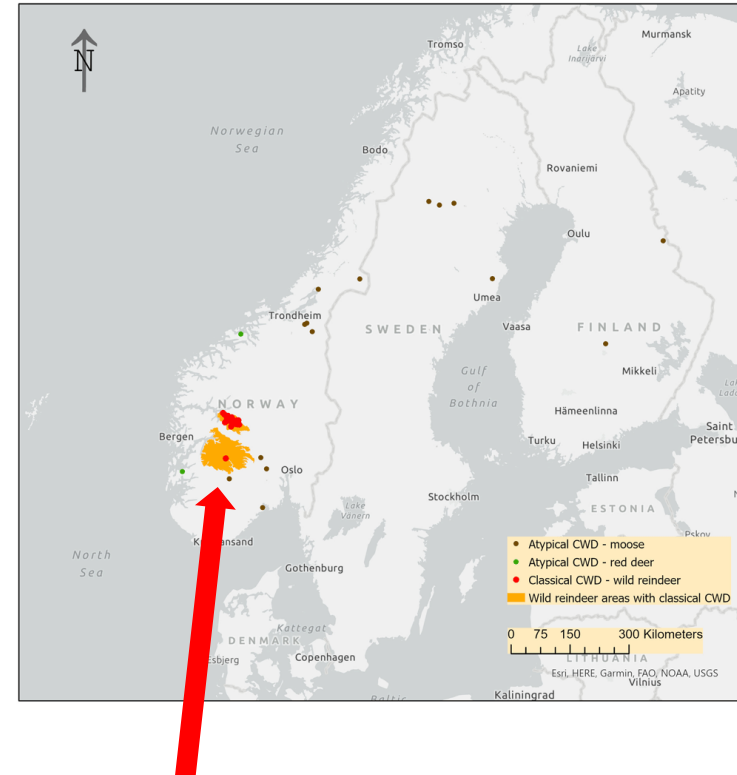 Murmansk
Tromso
Lake
Inarijärvi
N
Apatity
Norwegian
Sea
Bodo
Rovaniemi
Oulu
Umea
Trondheim
SWEDEN
Vaasa
FINLAND
Gulf
of
Bothnia
Mikkeli
NORWAY
Hämeenlinna
Saint
Petersbu
Bergen
Turku
Helsinki
Oslo
Tallinn
Stockholm
Lake
Vänern
ESTONIA
Pskov
North
Sea
Gothenburg
Atypical CWD - moose
Atypical CWD - red deer
Classical CWD - wild reindeer
Wild reindeer areas with classical CWD
Kattegat
DENMARK
Copenhagen
sbjerg
0 75 150 300 Kilometers
LITHUANIA
Esri, HERE, Garmin, FAO, NOAA, USGS
Vilnius
Kaliningrad